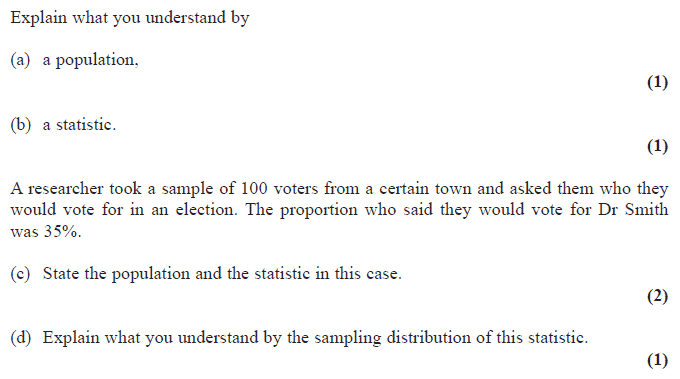 Explain what you understand by
(a) a population,
(1)
(b) a statistic.
(1)
A researcher took a sample of 100 voters from a certain town and asked them who they
would vote for in an election. The proportion who said they would vote for Dr Smith
was 35%.
(c) State the population and the statistic in this case.
(2)
(d) Explain what you understand by the sampling distribution of this statistic.
(1)